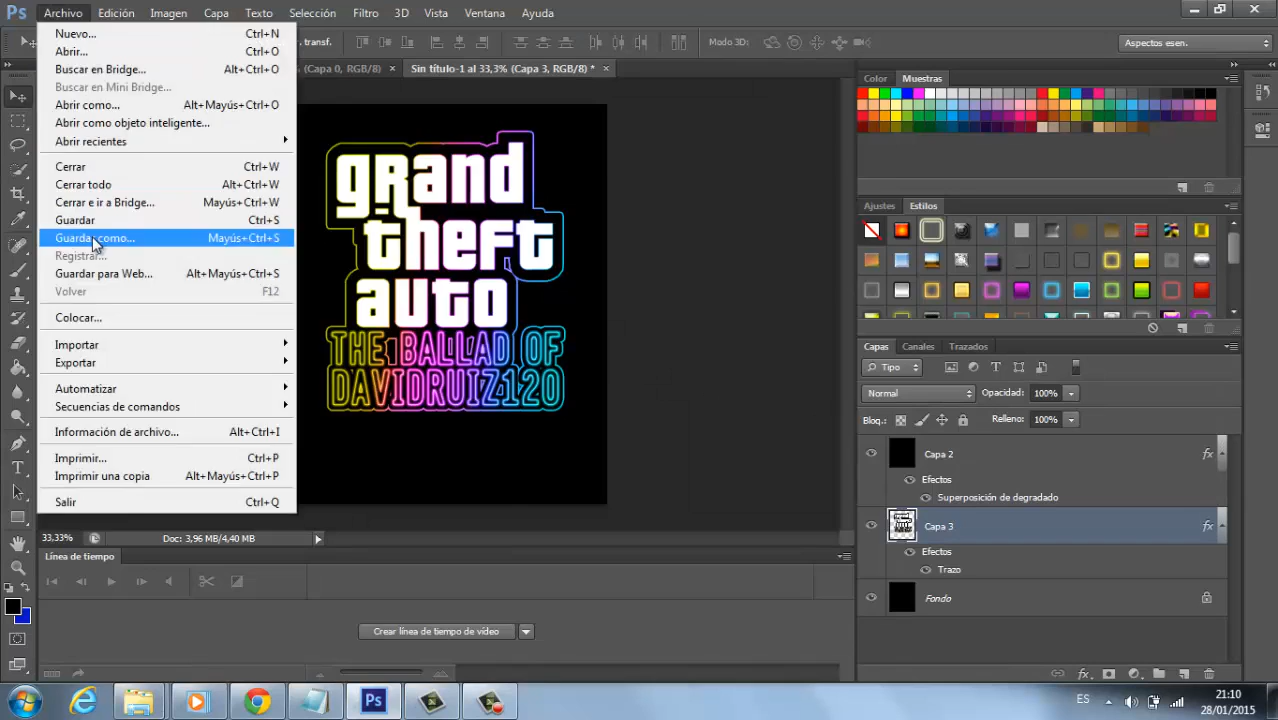 Ps Archivo Edición Imagen Capa Texto Selección Filtro 3D Vista Ventana Ayuda
Nuevo... Ctrl+N
Abrir... Ctrl+O
Buscar en Bridge... Alt+Ctrl+O
Buscar en Mini Bridge...
Abrir como... Alt+Mayús+Ctrl+O
Abrir como objeto inteligente...
Abrir recientes
Cerrar Ctrl+W
Cerrar todo Alt+Ctrl+W
Cerrar e ir a Bridge... Mayús+Ctrl+W
Guardar Ctrl+S
Guardar como... Mayús+Ctrl+S
Registrar...
Guardar para Web... Alt+Mayús+Ctrl+S
Volver F12
Colocar...
Importar
Exportar
Automatizar
Secuencias de comandos
Información de archivo... Alt+Ctrl+I
Imprimir... Ctrl+P
Imprimir una copia Alt+Mayús+Ctrl+P
Salir Ctrl+Q
transf.
Modo 3D:
Aspectos esen.
(Capa 0, RGB/8) ×
Sin título-1 al 33,3% (Capa 3, RGB/8) * ×
grand
theft
auto
THE BALLAD OF
DAVIDRUIZ120
Color Muestras
Ajustes Estilos
Capas Canales Trazados
Tipo
Normal Opacidad: 100%
Bloq.: Relleno: 100%
Capa 2 fx
Efectos
Superposición de degradado
Capa 3 fx
Efectos
Trazo
Fondo
fx
33,33% Doc: 3,96 MB/4,40 MB
Línea de tiempo
Crear línea de tiempo de vídeo
Ps
ES
21:10
28/01/2015